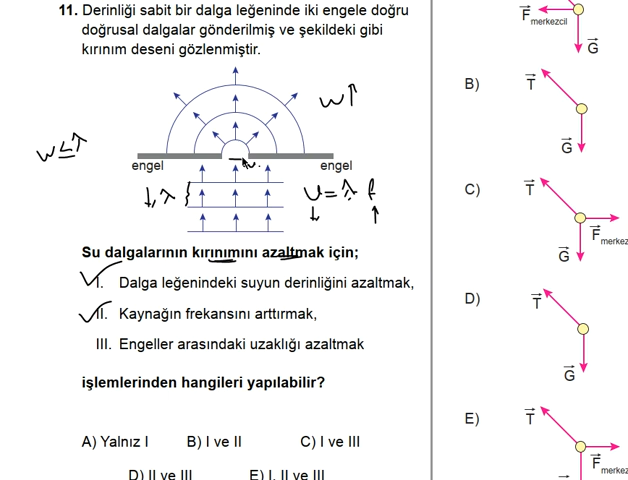 11. Derinliği sabit bir dalga leğeninde iki engele doğru
doğrusal dalgalar gönderilmiş ve şekildeki gibi
kırınım deseni gözlenmiştir.
w↑
w≤λ
engel
engel
↓λ
υ = λ f
↓ ↑
Su dalgalarının kırınımını azaltmak için;
I. Dalga leğenindeki suyun derinliğini azaltmak,
II. Kaynağın frekansını arttırmak,
III. Engeller arasındaki uzaklığı azaltmak
işlemlerinden hangileri yapılabilir?
A) Yalnız I B) I ve II C) I ve III
D) II ve III E) I, II ve III
F merkezcil
G
B) T
G
C) T
F merkez
G
D) T
G
E) T
F merkez